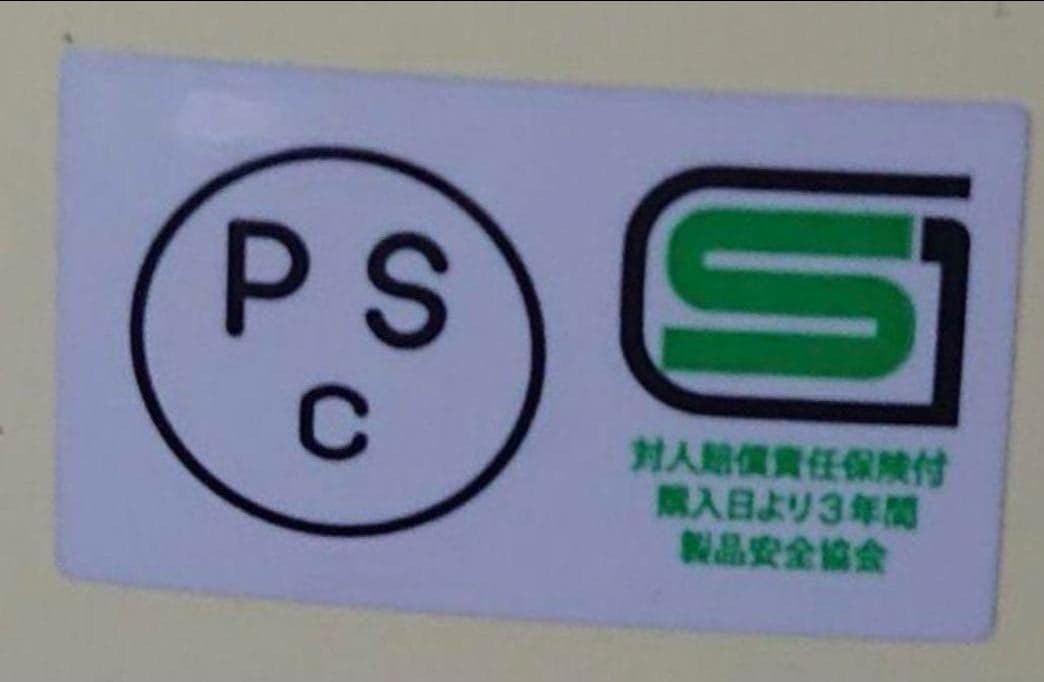 P S
C
SG
対人賠償責任保険付
購入日より3年間
製品安全協会